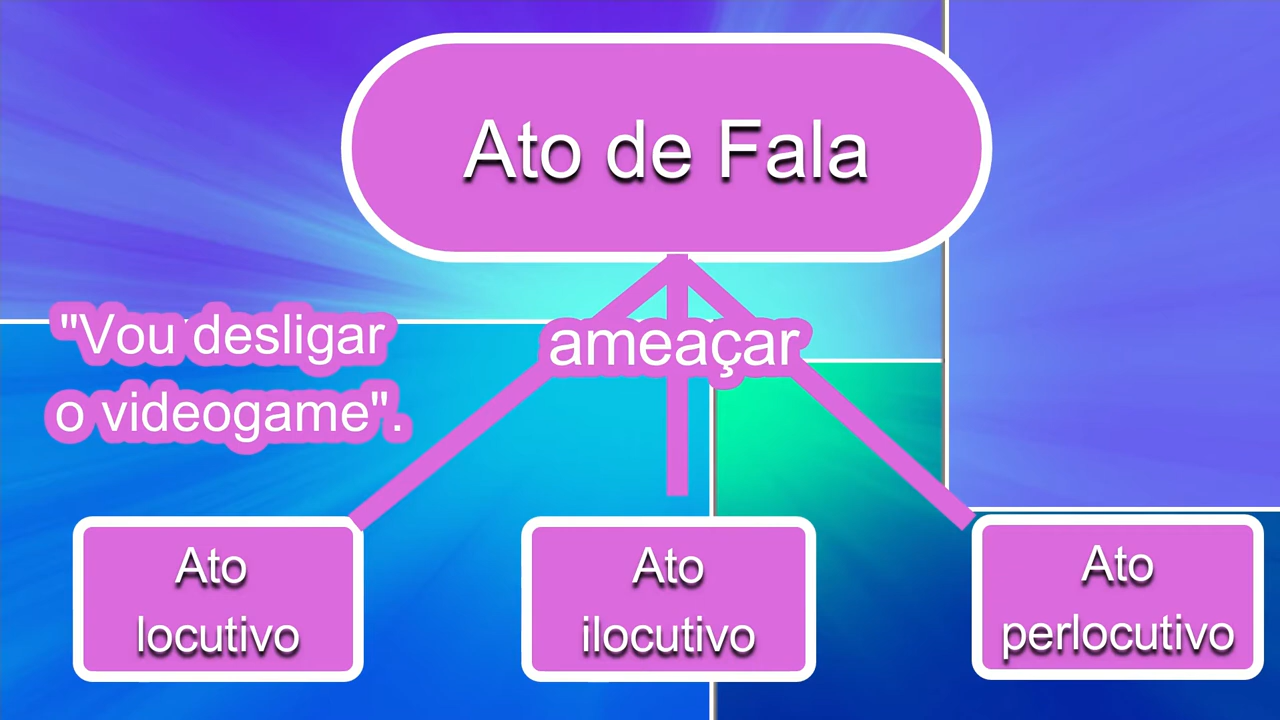 Ato de Fala
"Vou desligar
o videogame".
ameaçar
Ato
locutivo
Ato
ilocutivo
Ato
perlocutivo